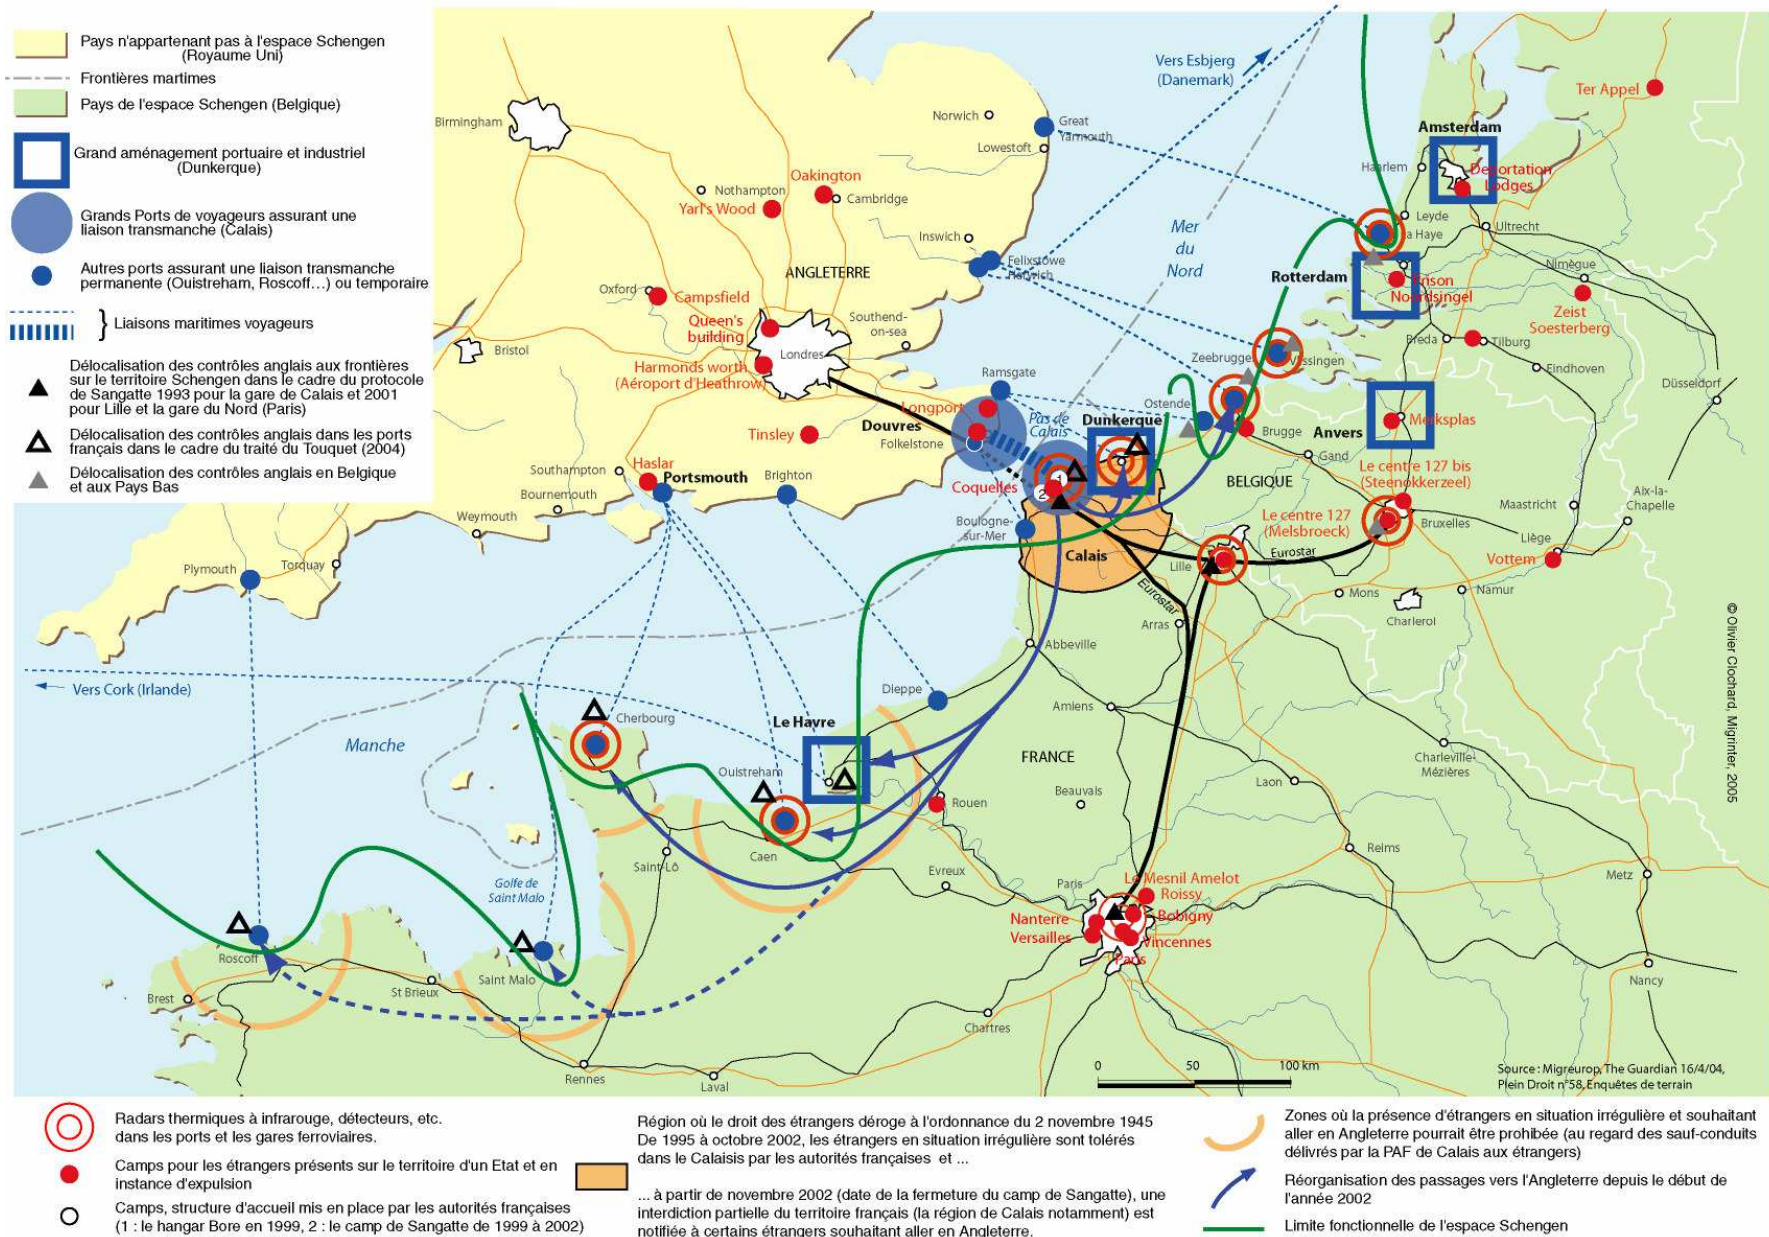 Pays n'appartenant pas à l'espace Schengen
(Royaume Uni)
Frontières martimes
Pays de l'espace Schengen (Belgique)
Grand aménagement portuaire et industriel
(Dunkerque)
Grands Ports de voyageurs assurant une
liaison transmanche (Calais)
Autres ports assurant une liaison transmanche
permanente (Ouistreham, Roscoff...) ou temporaire
} Liaisons maritimes voyageurs
Délocalisation des contrôles anglais aux frontières
sur le territoire Schengen dans le cadre du protocole
de Sangatte 1993 pour la gare de Calais et 2001
pour Lille et la gare du Nord (Paris)
Délocalisation des contrôles anglais dans les ports
français dans le cadre du traité du Touquet (2004)
Délocalisation des contrôles anglais en Belgique
et aux Pays Bas
Vers Esbjerg
(Danemark)
Ter Appel
Birmingham
Norwich
Great
Yarmouth
Lowestoft
Amsterdam
Haarlem
Deportation
Lodges
Nothampton
Oakington
Yarl's Wood
Cambridge
Leyde
La Haye
Ultrecht
Inswich
Mer
du
Nord
Felixstowe
Harwich
ANGLETERRE
Rotterdam
Nimègue
Oxford
Campsfield
Prison
Noordsingel
Zeist
Soesterberg
Queen's
building
Southend-
on-sea
Bristol
Londres
Breda
Tilburg
Zeebrugge
Vlissingen
Harmonds worth
(Aéroport d'Heathrow)
Ramsgate
Eindhoven
Düsseldorf
Longport
Pas de
Calais
Ostende
Dunkerque
Merksplas
Douvres
Folkelstone
Tinsley
Brugge
Anvers
Gand
Le centre 127 bis
(Steenokkerzeel)
Southampton
Haslar
Portsmouth
Brighton
Coquelles
1
2
BELGIQUE
Maastricht
Aix-la-
Chapelle
Bournemouth
Weymouth
Boulogne-
sur-Mer
Le centre 127
(Melsbroeck)
Bruxelles
Liège
Calais
Lille
Eurostar
Vottem
Plymouth
Torquay
Eurostar
Mons
Namur
Charlerol
Arras
Abbeville
Vers Cork (Irlande)
Dieppe
Amiens
Cherbourg
Le Havre
Manche
FRANCE
Charleville-
Mézières
Ouistreham
Laon
Rouen
Beauvais
Caen
Saint-Lô
Reims
Evreux
Metz
Golfe de
Saint Malo
Paris
Le Mesnil Amelot
Roissy
Nanterre
Bobigny
Versailles
Vincennes
Paris
Roscoff
Saint Malo
Brest
St Brieux
Nancy
Chartres
Rennes
Laval
0 50 100 km
Source : Migreurop, The Guardian 16/4/04,
Plein Droit n°58, Enquêtes de terrain
© Olivier Clochard, Migrinter, 2005
Radars thermiques à infrarouge, détecteurs, etc.
dans les ports et les gares ferroviaires.
Camps pour les étrangers présents sur le territoire d'un Etat et en
instance d'expulsion
Camps, structure d'accueil mis en place par les autorités françaises
(1 : le hangar Bore en 1999, 2 : le camp de Sangatte de 1999 à 2002)
Région où le droit des étrangers déroge à l'ordonnance du 2 novembre 1945
De 1995 à octobre 2002, les étrangers en situation irrégulière sont tolérés
dans le Calaisis par les autorités françaises et ...
... à partir de novembre 2002 (date de la fermeture du camp de Sangatte), une
interdiction partielle du territoire français (la région de Calais notamment) est
notifiée à certains étrangers souhaitant aller en Angleterre.
Zones où la présence d'étrangers en situation irrégulière et souhaitant
aller en Angleterre pourrait être prohibée (au regard des sauf-conduits
délivrés par la PAF de Calais aux étrangers)
Réorganisation des passages vers l'Angleterre depuis le début de
l'année 2002
Limite fonctionnelle de l'espace Schengen